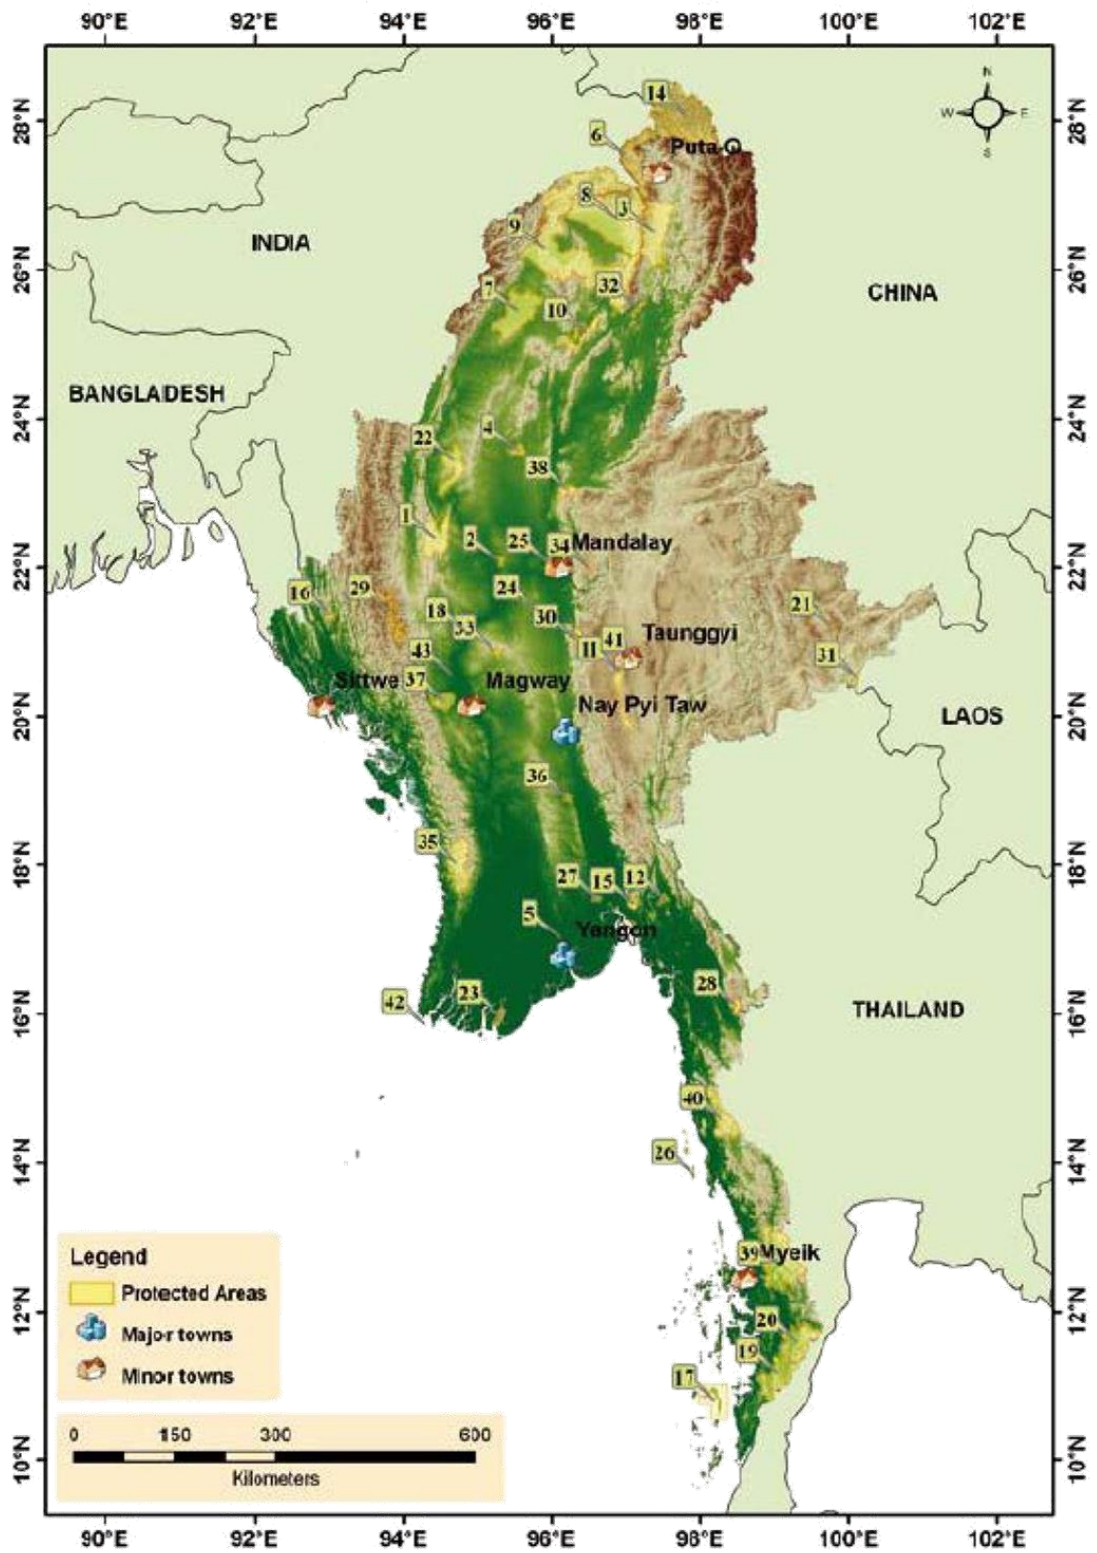 90°E 92°E 94°E 96°E 98°E 100°E 102°E
28°N 28°N
26°N 26°N
24°N 24°N
22°N 22°N
20°N 20°N
18°N 18°N
16°N 16°N
14°N 14°N
12°N 12°N
10°N 10°N
N
W E
S
14
6 Puta-O
8 3
9
INDIA
32
7
CHINA
10
BANGLADESH
4
22
38
1
2 25 34 Mandalay
16 29 24
21
18 33 30
11 41 Taunggyi
43 31
37 Sittwe Magway
Nay Pyi Taw
LAOS
36
35
27 15 12
5 Yangon
28
42 23
THAILAND
40
26
39 Myeik
20
19
17
Legend
Protected Areas
Major towns
Minor towns
0 150 300 600
Kilometers
90°E 92°E 94°E 96°E 98°E 100°E 102°E